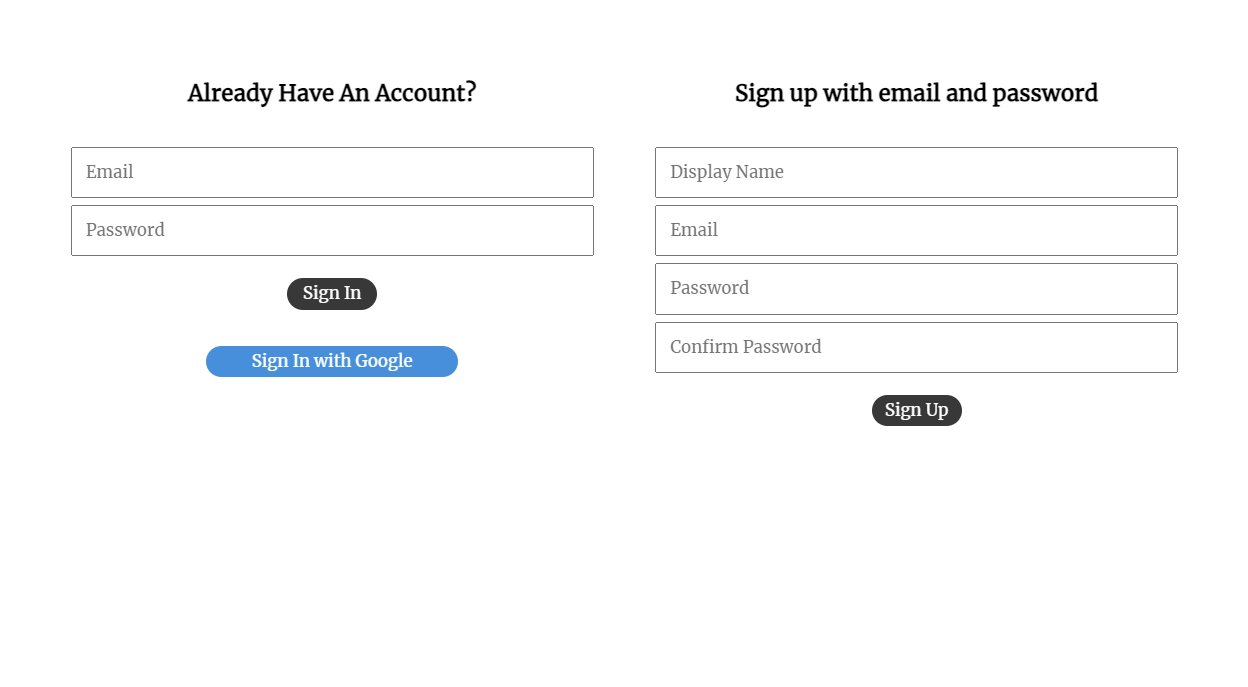 Already Have An Account?
Email
Password
Sign In
Sign In with Google
Sign up with email and password
Display Name
Email
Password
Confirm Password
Sign Up